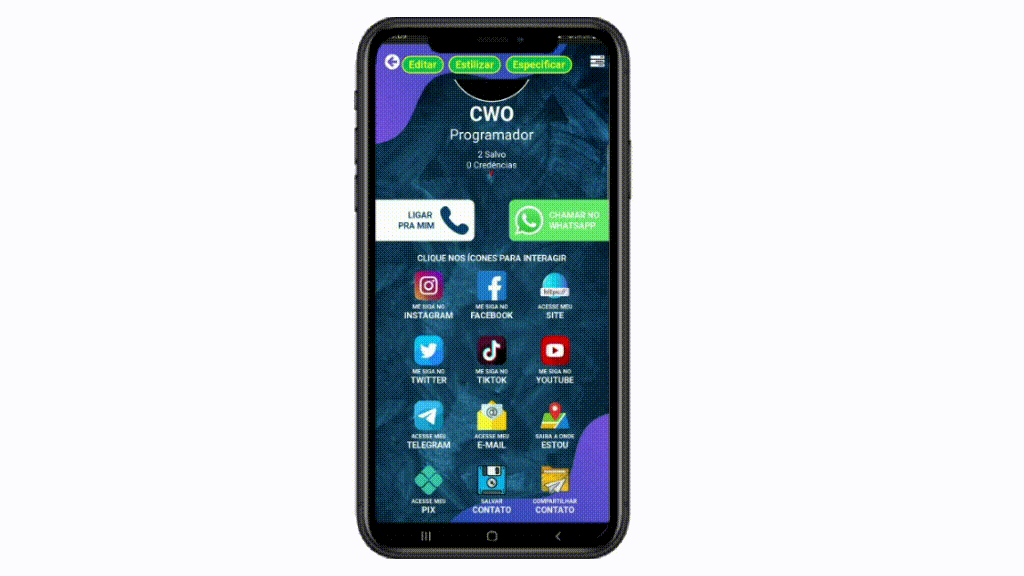 Editar Estilizar Especificar
CWO
Programador
2 Salvo
0 Credências
LIGAR
PRA MIM
CHAMAR NO
WHATSAPP
CLIQUE NOS ÍCONES PARA INTERAGIR
ME SIGA NO
INSTAGRAM
ME SIGA NO
FACEBOOK
https://
ACESSE MEU
SITE
ME SIGA NO
TWITTER
ME SIGA NO
TIKTOK
ME SIGA NO
YOUTUBE
ACESSE MEU
TELEGRAM
@
ACESSE MEU
E-MAIL
SAIBA A ONDE
ESTOU
ACESSE MEU
PIX
SALVAR
CONTATO
COMPARTILHAR
CONTATO